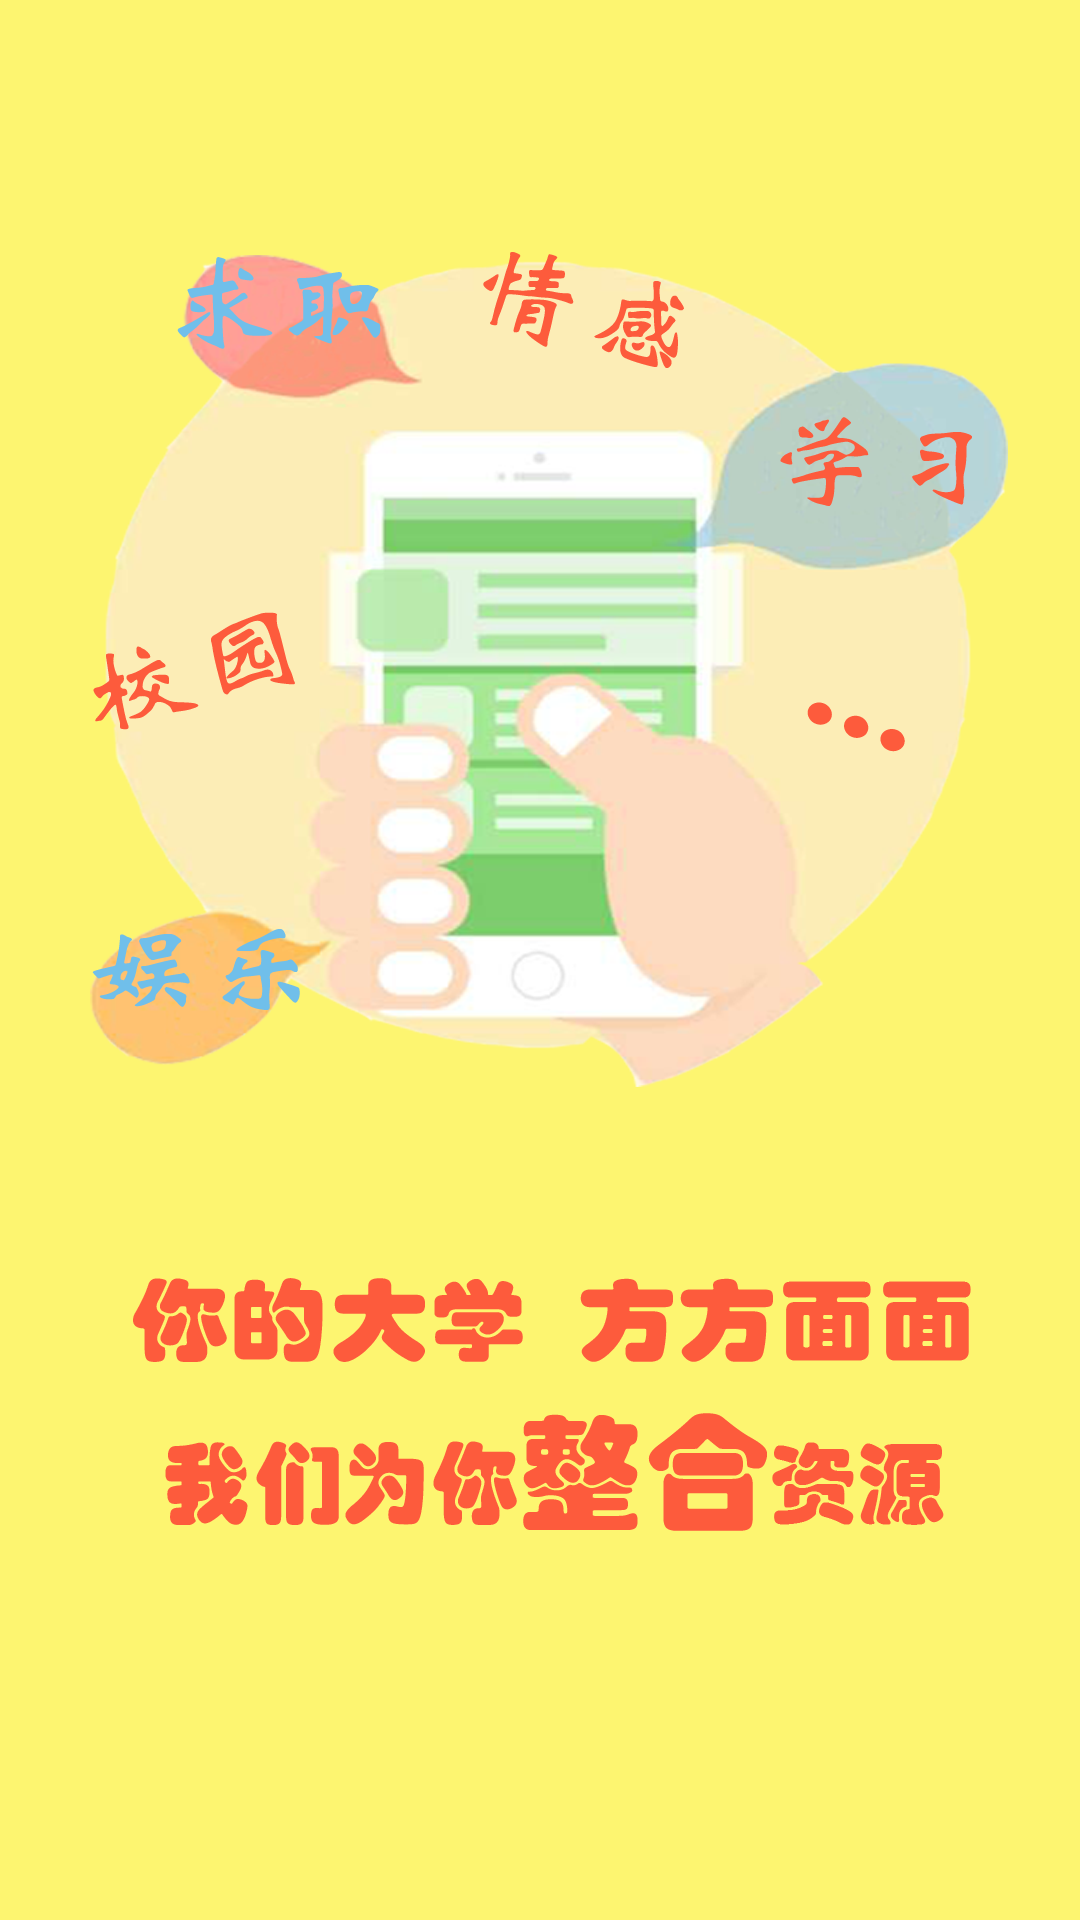 求职
情感
学习
校园
•••
娱乐
你的大学 方方面面
我们为你整合资源